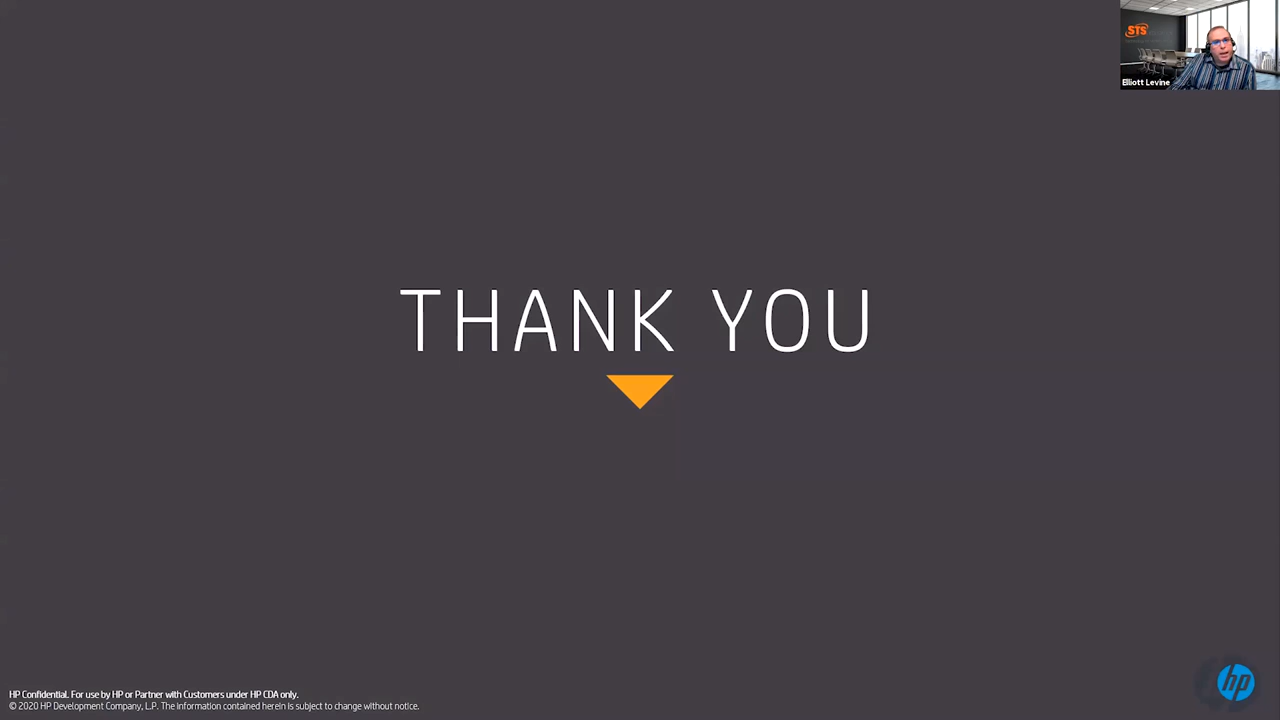 STS
Elliott Levine
THANK YOU
HP Confidential. For use by HP or Partner with Customers under HP CDA only.
© 2020 HP Development Company, L.P. The information contained herein is subject to change without notice.
hp